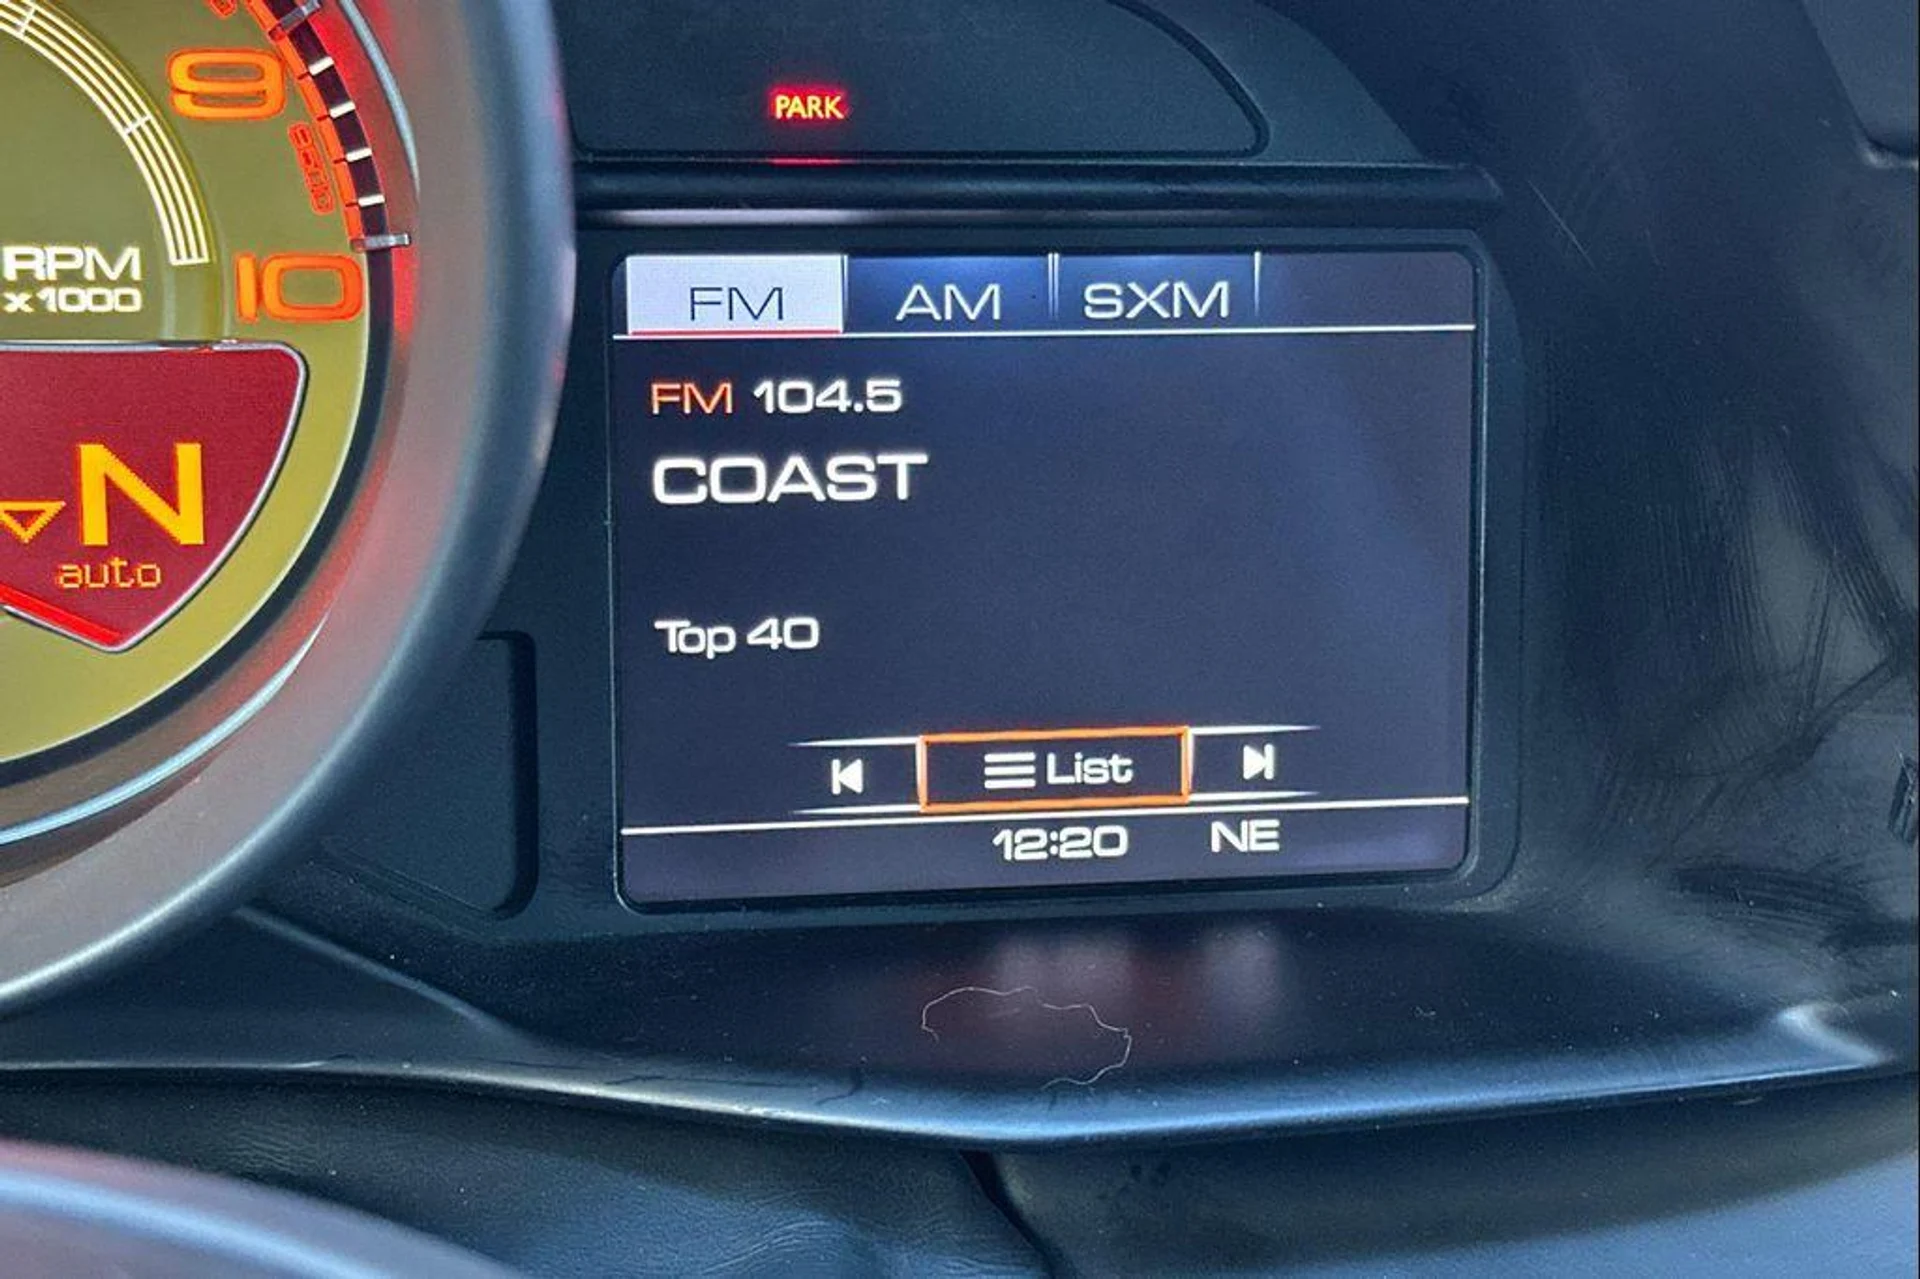 9
RPM
x1000
10
N
auto
PARK
FM AM SXM
FM 104.5
COAST
Top 40
List
12:20 NE